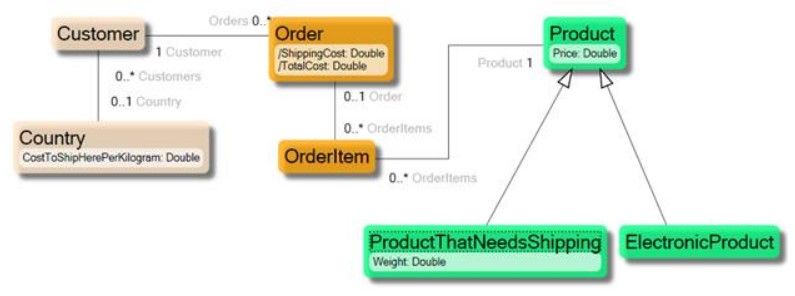 Orders 0..*
Customer
Order
Product
1 Customer
/ShippingCost: Double
/TotalCost: Double
Price: Double
Product 1
0..* Customers
0..1 Country
0..1 Order
0..* OrderItems
Country
CostToShipHerePerKilogram: Double
OrderItem
0..* OrderItems
ProductThatNeedsShipping
Weight: Double
ElectronicProduct